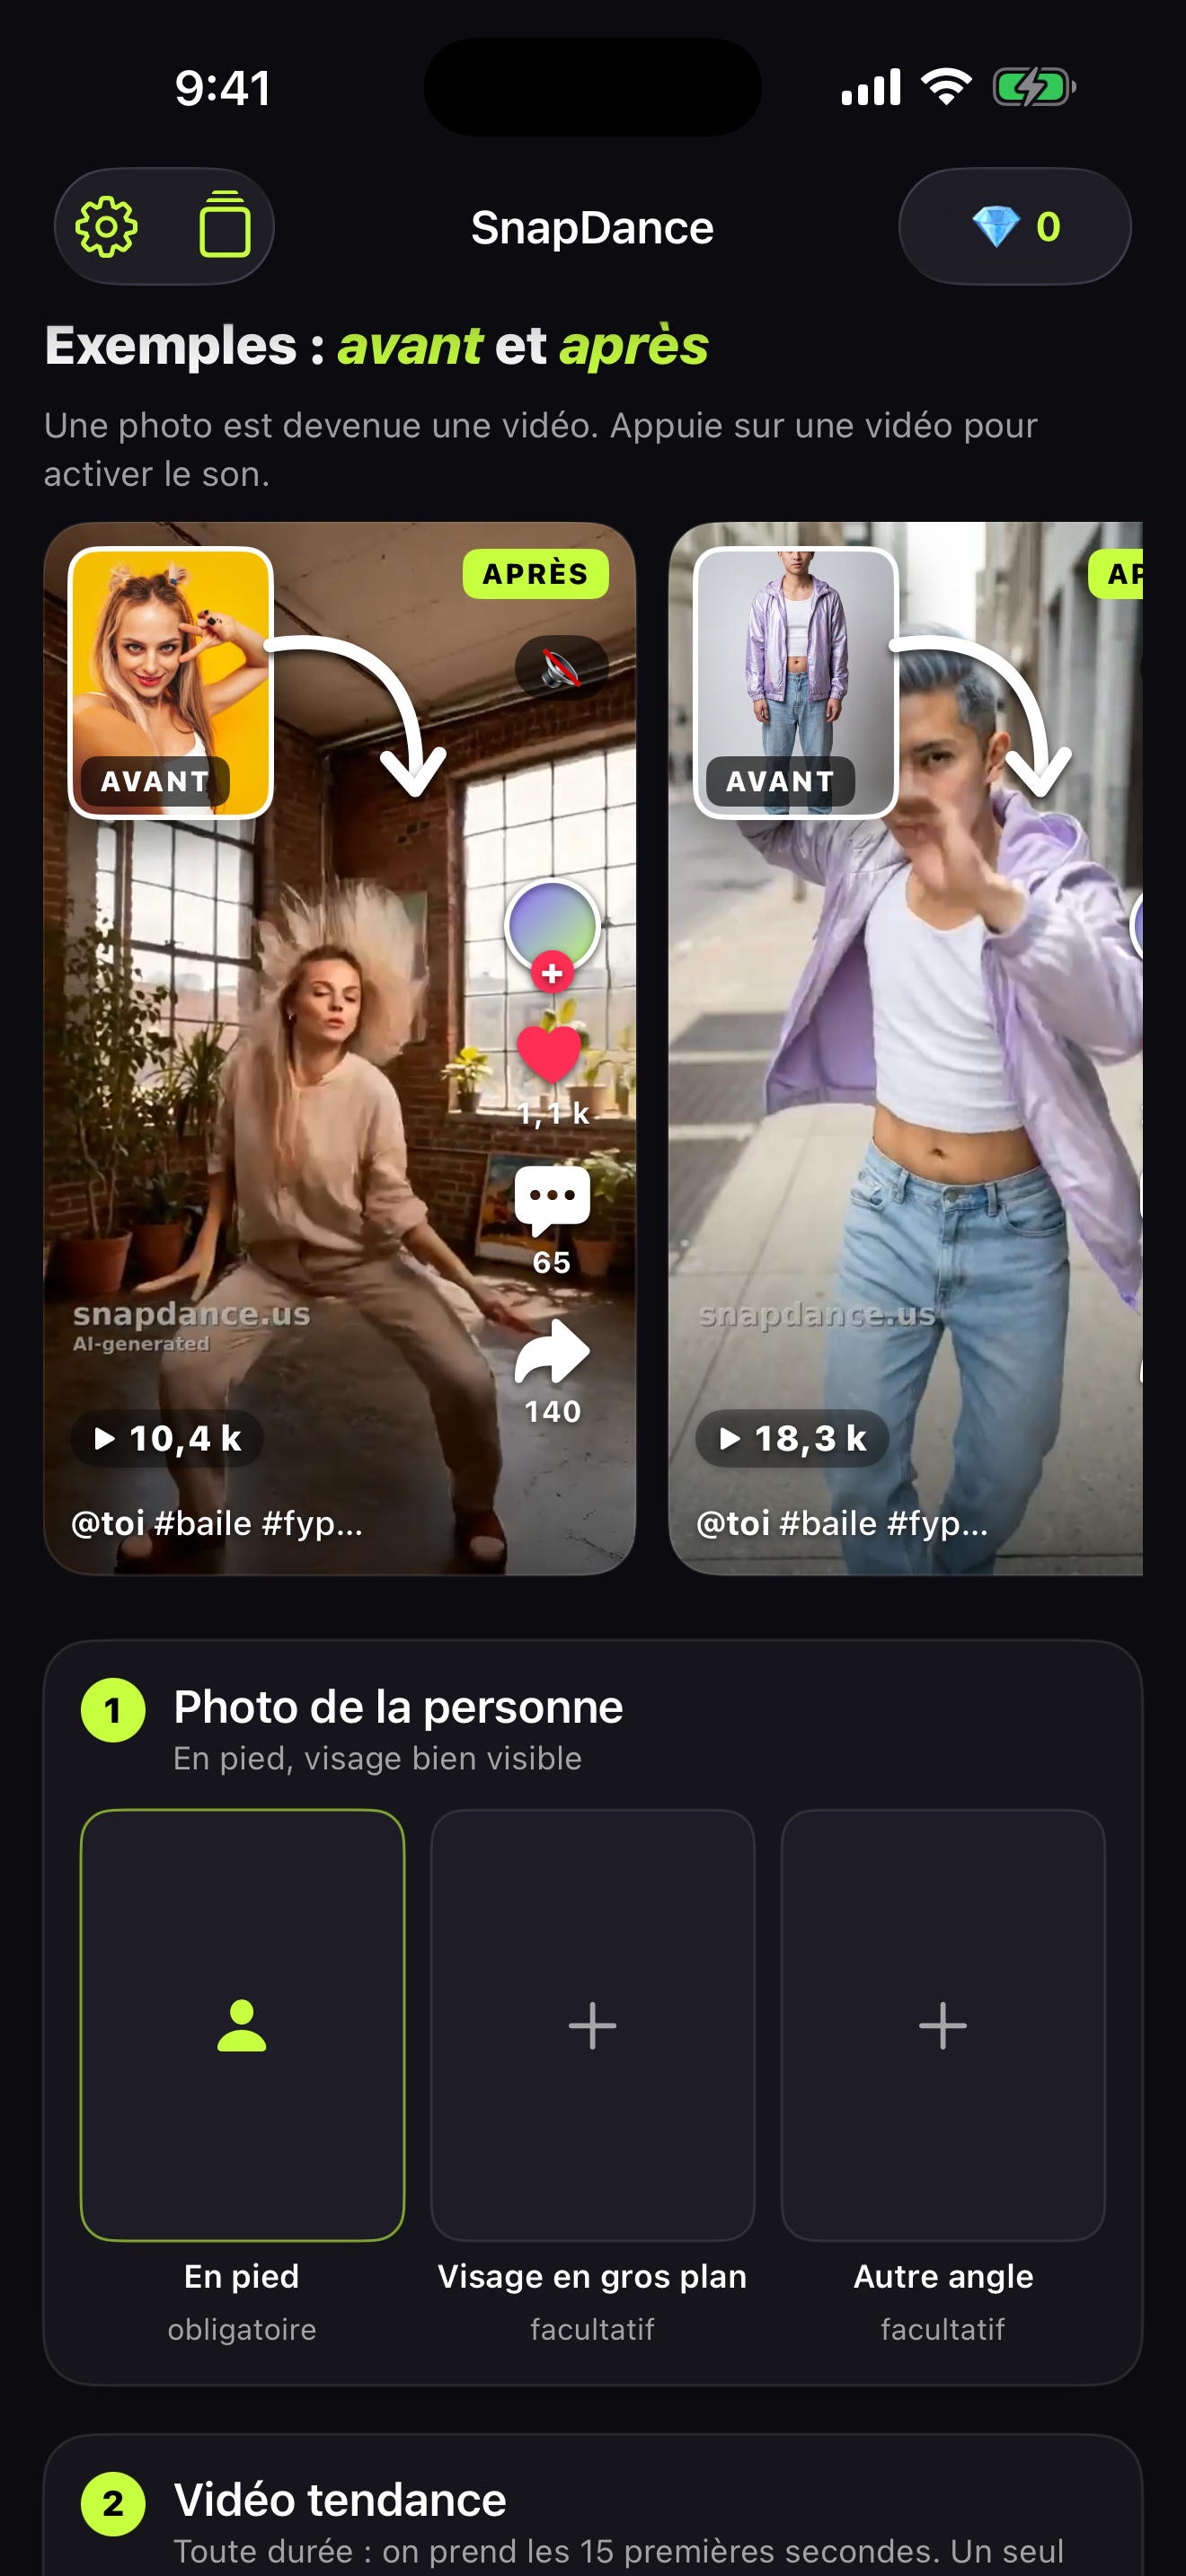 9:41
SnapDance
💎 0
Exemples : avant et après
Une photo est devenue une vidéo. Appuie sur une vidéo pour
activer le son.
AVANT
APRÈS
1,1 k
65
140
snapdance.us
AI-generated
10,4 k
@toi #baile #fyp...
AVANT
AP
snapdance.us
18,3 k
@toi #baile #fyp...
1
Photo de la personne
En pied, visage bien visible
En pied
obligatoire
Visage en gros plan
facultatif
Autre angle
facultatif
2
Vidéo tendance
Toute durée : on prend les 15 premières secondes. Un seul